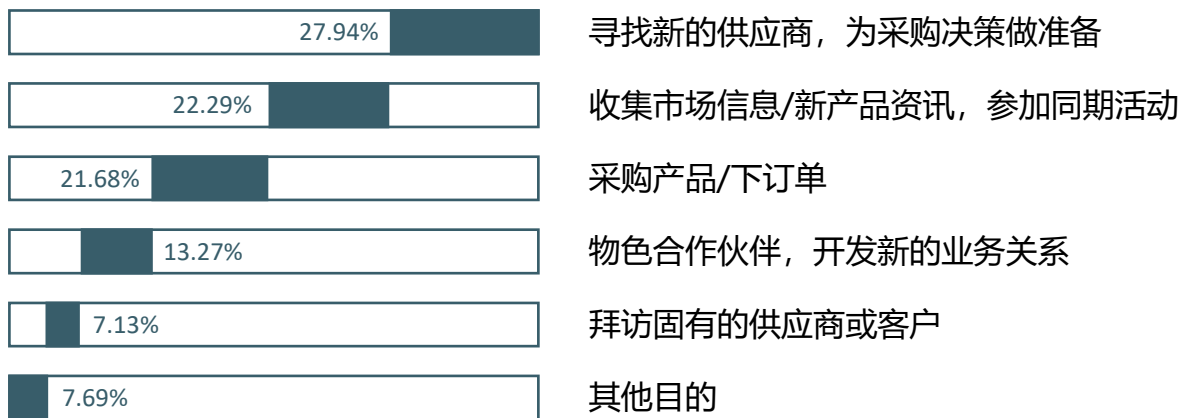 27.94% 寻找新的供应商，为采购决策做准备
22.29% 收集市场信息/新产品资讯，参加同期活动
21.68% 采购产品/下订单
13.27% 物色合作伙伴，开发新的业务关系
7.13% 拜访固有的供应商或客户
7.69% 其他目的